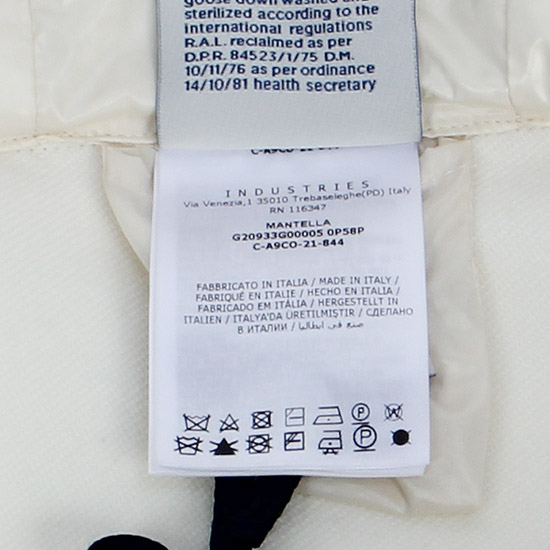 goose down washed and
sterilized according to the
international regulations
R.A.L. reclaimed as per
D.P.R. 84523/1/75 D.M.
10/11/76 as per ordinance
14/10/81 health secretary
INDUSTRIES
Via Venezia,1 35010 Trebaseleghe(PD) Italy
RN 116347
MANTELLA
G20933G00005 0P58P
C-A9CO-21-844
FABBRICATO IN ITALIA / MADE IN ITALY /
FABRIQUÉ EN ITALIE / HECHO EN ITALIA /
FABRICADO EM ITÁLIA / HERGESTELLT IN
ITALIEN / ITALYA'DA ÜRETILMIŞTIR / СДЕЛАНО
В ИТАЛИИ / صنع في ايطاليا
P W
P